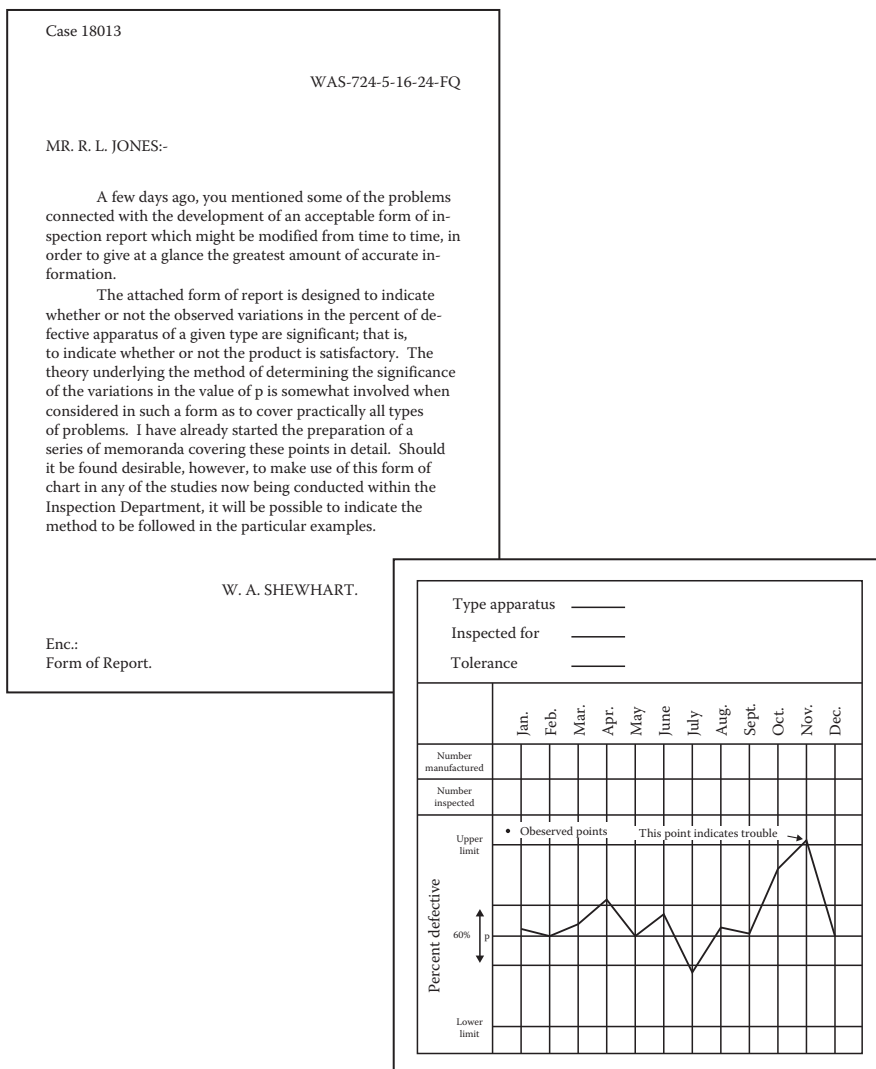 Case 18013
WAS-724-5-16-24-FQ
MR. R. L. JONES:-
A few days ago, you mentioned some of the problems
connected with the development of an acceptable form of in-
spection report which might be modified from time to time, in
order to give at a glance the greatest amount of accurate in-
formation.
The attached form of report is designed to indicate
whether or not the observed variations in the percent of de-
fective apparatus of a given type are significant; that is,
to indicate whether or not the product is satisfactory. The
theory underlying the method of determining the significance
of the variations in the value of p is somewhat involved when
considered in such a form as to cover practically all types
of problems. I have already started the preparation of a
series of memoranda covering these points in detail. Should
it be found desirable, however, to make use of this form of
chart in any of the studies now being conducted within the
Inspection Department, it will be possible to indicate the
method to be followed in the particular examples.
W. A. SHEWHART.
Enc.:
Form of Report.
Type apparatus
Inspected for
Tolerance
Jan.
Feb.
Mar.
Apr.
May
June
July
Aug.
Sept.
Oct.
Nov.
Dec.
Number
manufactured
Number
inspected
Upper
limit
• Obeserved points
This point indicates trouble
Percent defective
60%
p
Lower
limit